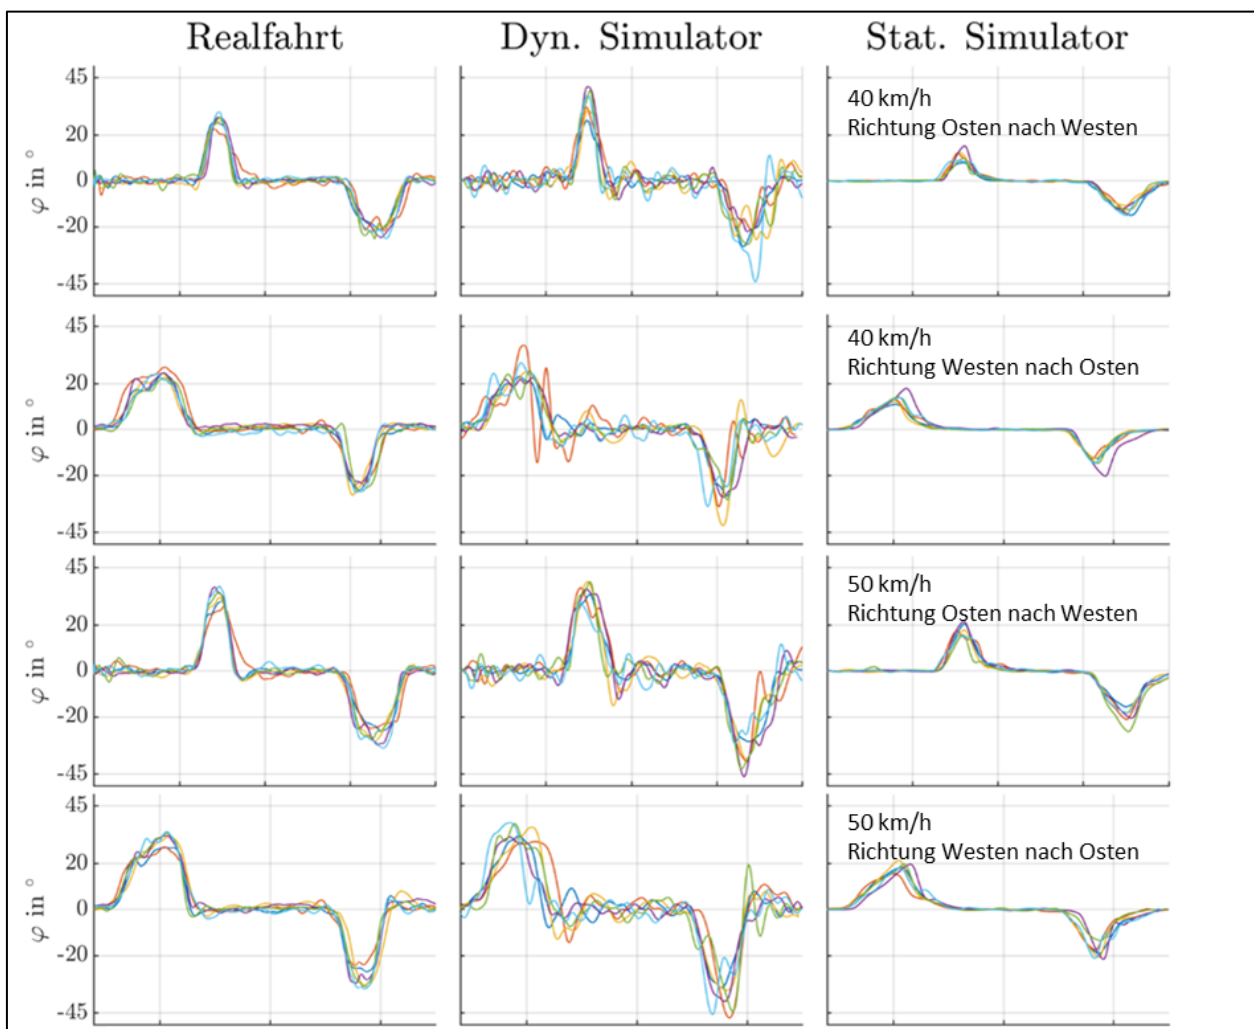 Realfahrt Dyn. Simulator Stat. Simulator
45
20
0
-20
-45
φ in °
40 km/h
Richtung Osten nach Westen
45
20
0
-20
-45
φ in °
40 km/h
Richtung Westen nach Osten
45
20
0
-20
-45
φ in °
50 km/h
Richtung Osten nach Westen
45
20
0
-20
-45
φ in °
50 km/h
Richtung Westen nach Osten